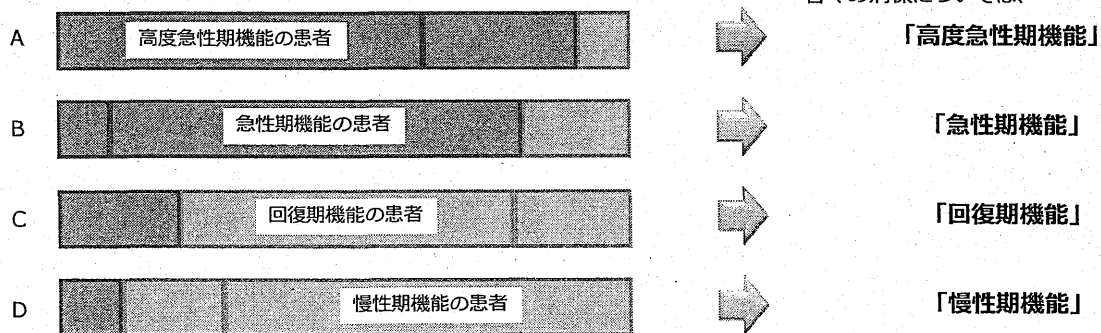 A 高度急性期機能の患者 「高度急性期機能」
B 急性期機能の患者 「急性期機能」
C 回復期機能の患者 「回復期機能」
D 慢性期機能の患者 「慢性期機能」